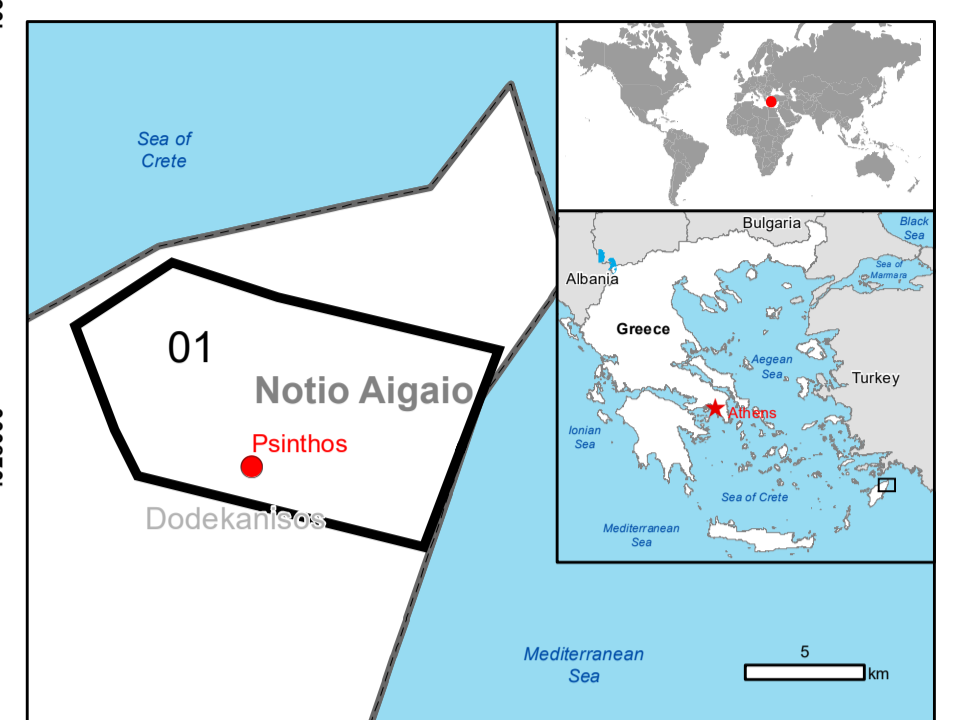 Sea of
Crete
01
Notio Aigaio
Psinthos
Dodekanisos
Mediterranean
Sea
5
km
Bulgaria
Black
Sea
Sea of
Marmara
Albania
Greece
Aegean
Sea
Turkey
Athens
Ionian
Sea
Sea of Crete
Mediterranean
Sea